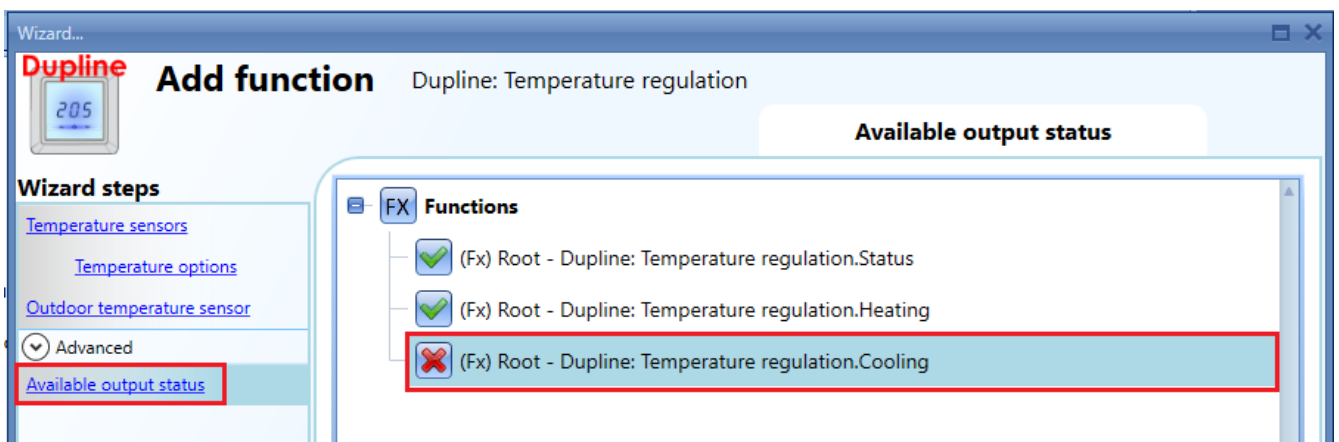 Wizard...
Dupline
205
Add function
Dupline: Temperature regulation
Available output status
Wizard steps
Temperature sensors
Temperature options
Outdoor temperature sensor
Advanced
Available output status
FX Functions
(Fx) Root - Dupline: Temperature regulation.Status
(Fx) Root - Dupline: Temperature regulation.Heating
(Fx) Root - Dupline: Temperature regulation.Cooling